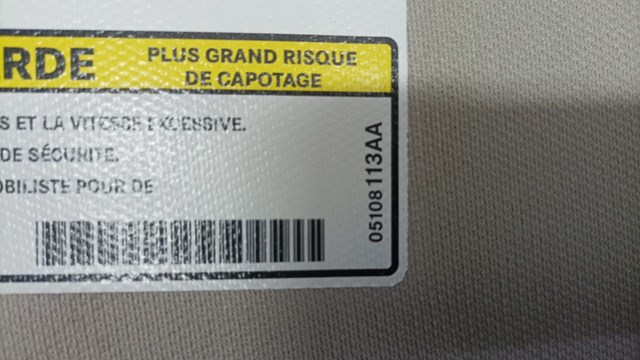 RDE
PLUS GRAND RISQUE
DE CAPOTAGE
S ET LA VITESSE EXCESSIVE.
DE SÉCURITÉ.
OBILISTE POUR DE
05108113AA